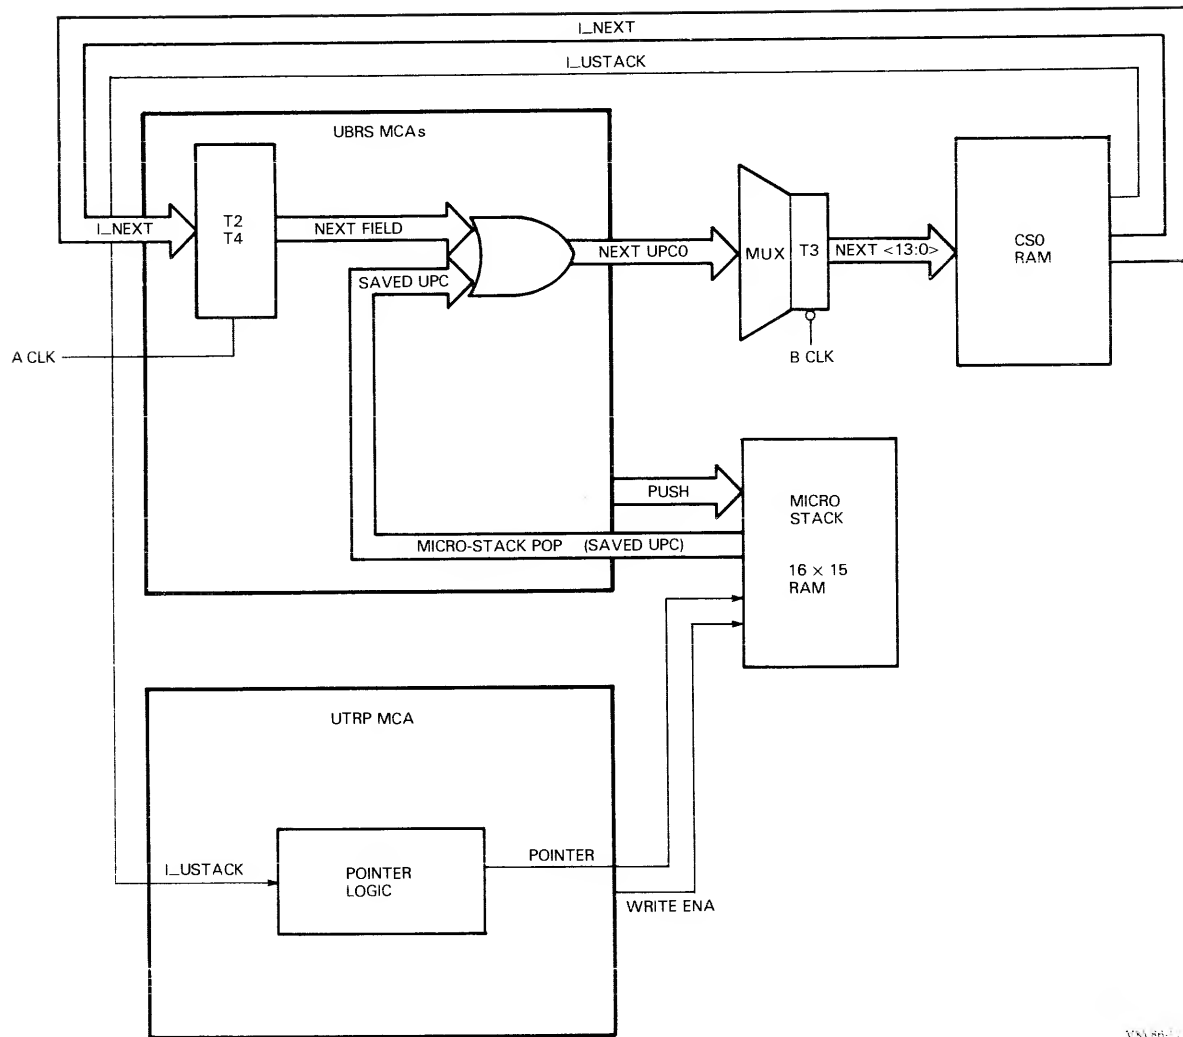 I_NEXT
I_USTACK
UBRS MCAs
T2
T4
I_NEXT
NEXT FIELD
SAVED UPC
NEXT UPC0
MUX
T3
NEXT <13:0>
CS0
RAM
A CLK
B CLK
PUSH
MICRO-STACK POP (SAVED UPC)
MICRO
STACK
16 × 15
RAM
UTRP MCA
I_USTACK
POINTER
LOGIC
POINTER
WRITE ENA